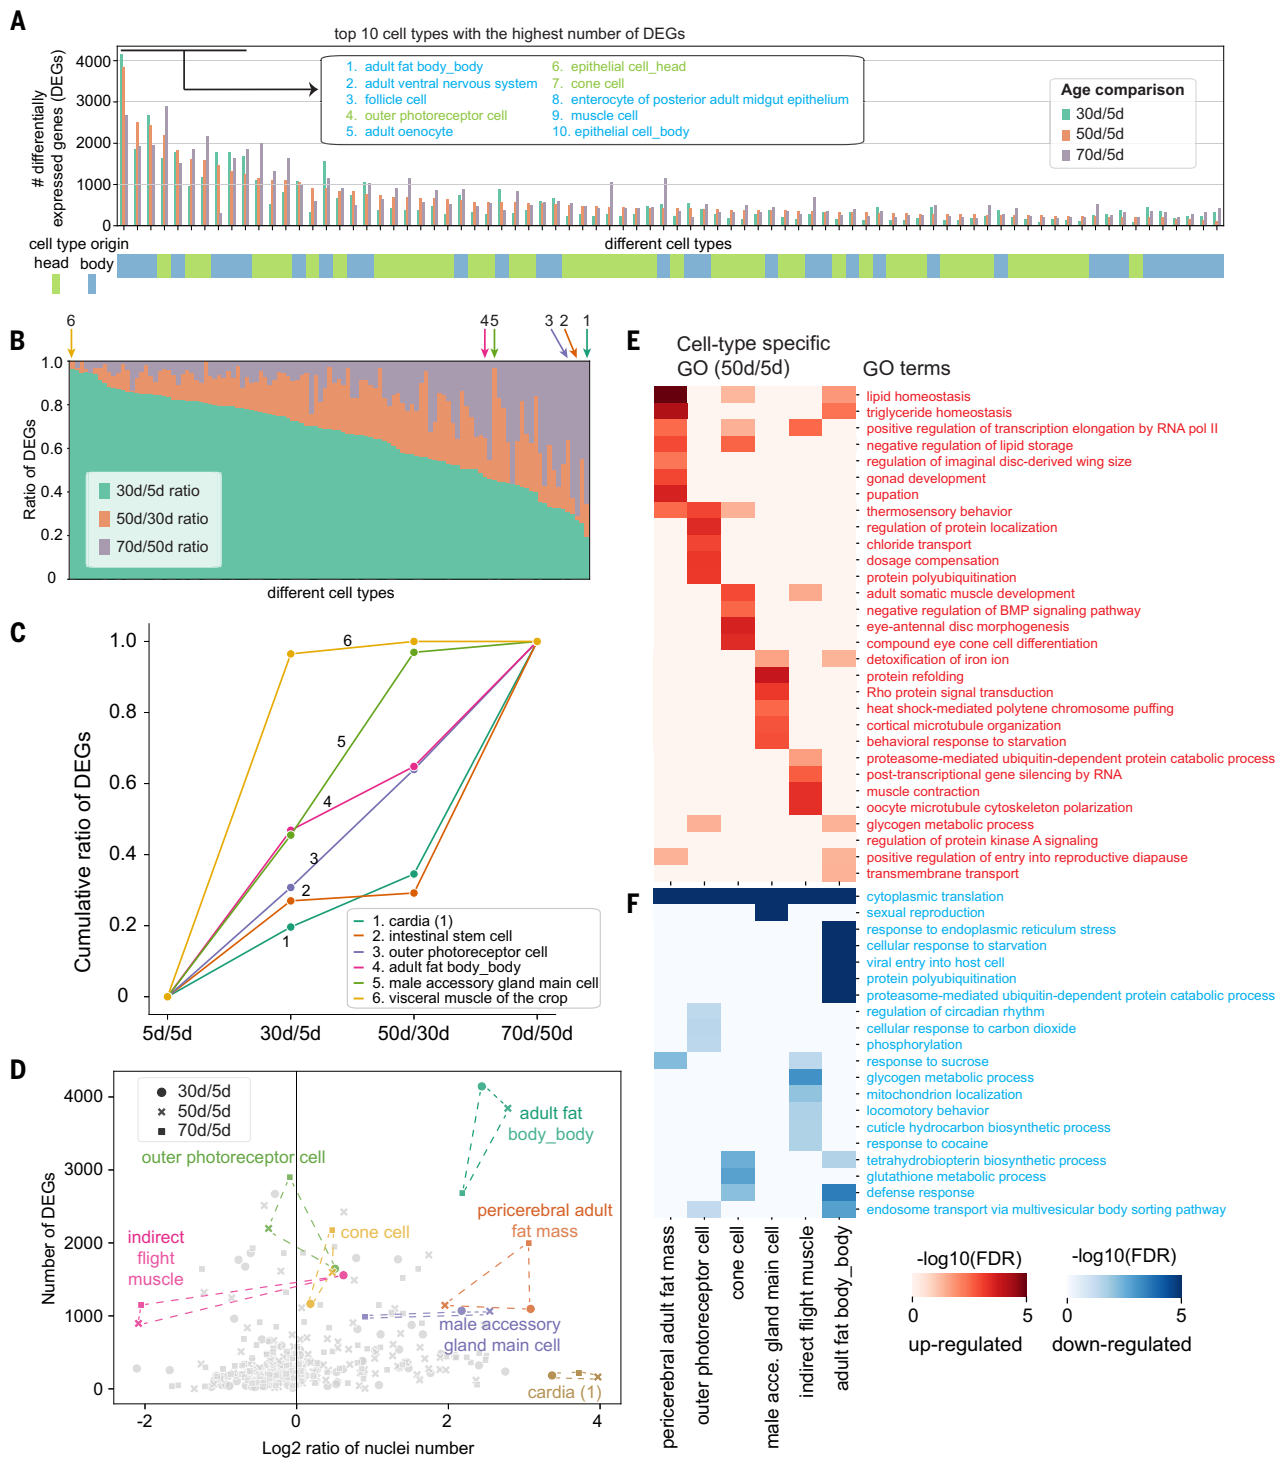 A
top 10 cell types with the highest number of DEGs
# differentially
expressed genes (DEGs)
4000
3000
2000
1000
0
1. adult fat body_body
2. adult ventral nervous system
3. follicle cell
4. outer photoreceptor cell
5. adult oenocyte
6. epithelial cell_head
7. cone cell
8. enterocyte of posterior adult midgut epithelium
9. muscle cell
10. epithelial cell_body
Age comparison
30d/5d
50d/5d
70d/5d
cell type origin
head body
different cell types
B
6 4 5 3 2 1
Ratio of DEGs
1.0
0.8
0.6
0.4
0.2
0
30d/5d ratio
50d/30d ratio
70d/50d ratio
different cell types
C
Cumulative ratio of DEGs
1.0
0.8
0.6
0.4
0.2
0
6
5
4
3
2
1
1. cardia (1)
2. intestinal stem cell
3. outer photoreceptor cell
4. adult fat body_body
5. male accessory gland main cell
6. visceral muscle of the crop
5d/5d 30d/5d 50d/30d 70d/50d
D
Number of DEGs
4000
3000
2000
1000
0
30d/5d
50d/5d
70d/5d
outer photoreceptor cell
adult fat
body_body
pericerebral adult
fat mass
cone cell
indirect
flight
muscle
male accessory
gland main cell
cardia (1)
-2 0 2 4
Log2 ratio of nuclei number
E
Cell-type specific
GO (50d/5d)
GO terms
lipid homeostasis
triglyceride homeostasis
positive regulation of transcription elongation by RNA pol II
negative regulation of lipid storage
regulation of imaginal disc-derived wing size
gonad development
pupation
thermosensory behavior
regulation of protein localization
chloride transport
dosage compensation
protein polyubiquitination
adult somatic muscle development
negative regulation of BMP signaling pathway
eye-antennal disc morphogenesis
compound eye cone cell differentiation
detoxification of iron ion
protein refolding
Rho protein signal transduction
heat shock-mediated polytene chromosome puffing
cortical microtubule organization
behavioral response to starvation
proteasome-mediated ubiquitin-dependent protein catabolic process
post-transcriptional gene silencing by RNA
muscle contraction
oocyte microtubule cytoskeleton polarization
glycogen metabolic process
regulation of protein kinase A signaling
positive regulation of entry into reproductive diapause
transmembrane transport
F
cytoplasmic translation
sexual reproduction
response to endoplasmic reticulum stress
cellular response to starvation
viral entry into host cell
protein polyubiquitination
proteasome-mediated ubiquitin-dependent protein catabolic process
regulation of circadian rhythm
cellular response to carbon dioxide
phosphorylation
response to sucrose
glycogen metabolic process
mitochondrion localization
locomotory behavior
cuticle hydrocarbon biosynthetic process
response to cocaine
tetrahydrobiopterin biosynthetic process
glutathione metabolic process
defense response
endosome transport via multivesicular body sorting pathway
pericerebral adult fat mass
outer photoreceptor cell
cone cell
male acce. gland main cell
indirect flight muscle
adult fat body_body
-log10(FDR)
0 5
up-regulated
-log10(FDR)
0 5
down-regulated